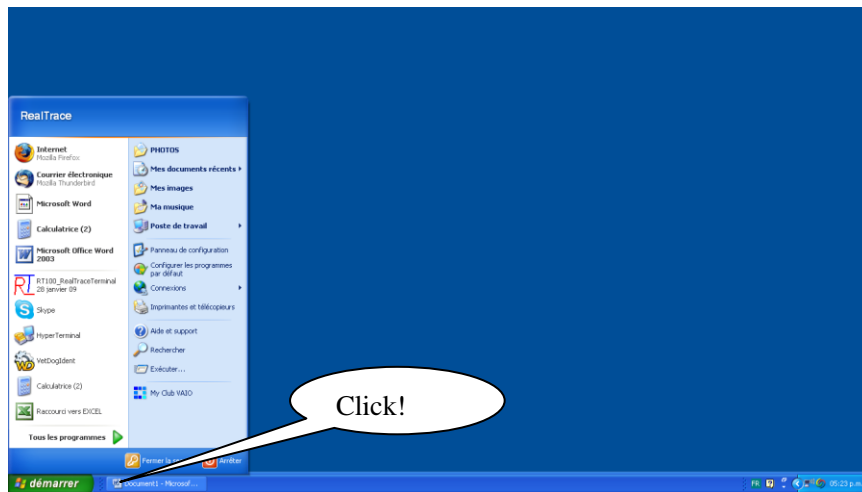 RealTrace
Internet
Mozilla Firefox
Courrier électronique
Mozilla Thunderbird
Microsoft Word
Calculatrice (2)
Microsoft Office Word
2003
RT100_RealTraceTerminal
28 janvier 09
Skype
HyperTerminal
VetDogIdent
Calculatrice (2)
Raccourci vers EXCEL
Tous les programmes
PHOTOS
Mes documents récents
Mes images
Ma musique
Poste de travail
Panneau de configuration
Configurer les programmes
par défaut
Connexions
Imprimantes et télécopieurs
Aide et support
Rechercher
Exécuter...
My Club VAIO
Click!
Fermer la
Arrêter
démarrer
Document1 - Microsof...
FR
05:23 p.m.